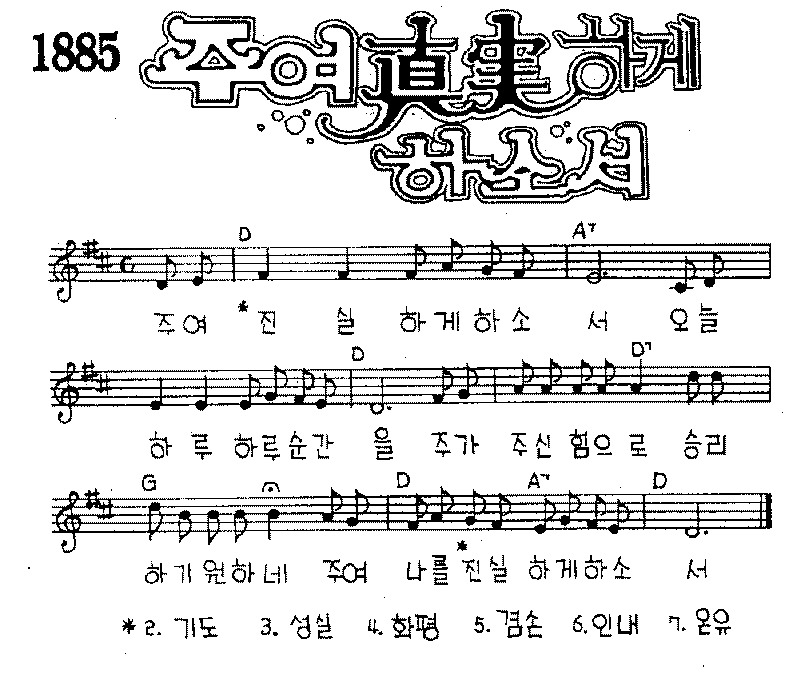 1885 주여 眞実 하게
하소서
D A7
주여 *진 실 하게하소 서 오늘
D D7
하 루 하루순간 을 주가 주신힘으 로 승리
G D A7 D
하기원하네 주여 나를*진실 하게하소 서
*2. 기도 3. 성실 4. 화평 5. 겸손 6. 인내 7. 온유